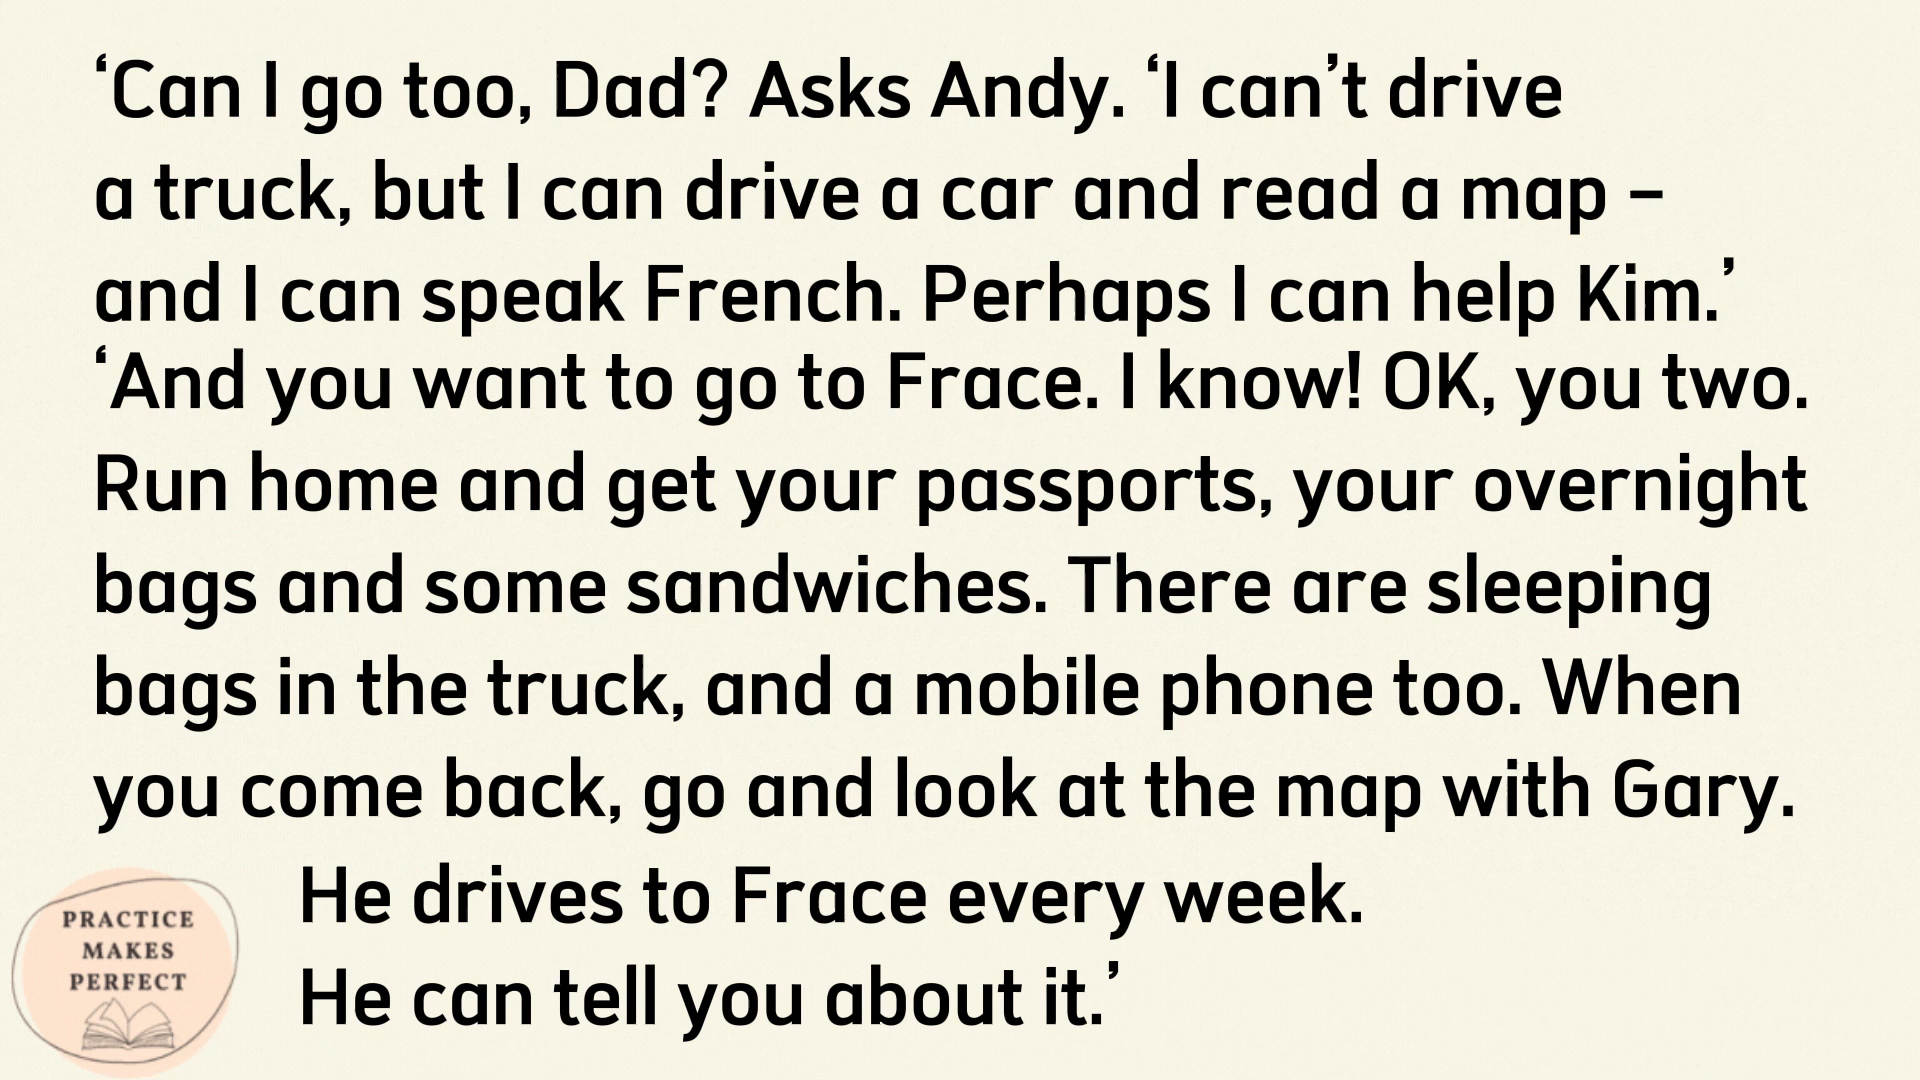 ‘Can I go too, Dad? Asks Andy. ‘I can’t drive
a truck, but I can drive a car and read a map –
and I can speak French. Perhaps I can help Kim.’
‘And you want to go to Frace. I know! OK, you two.
Run home and get your passports, your overnight
bags and some sandwiches. There are sleeping
bags in the truck, and a mobile phone too. When
you come back, go and look at the map with Gary.
He drives to Frace every week.
He can tell you about it.’
PRACTICE
MAKES
PERFECT